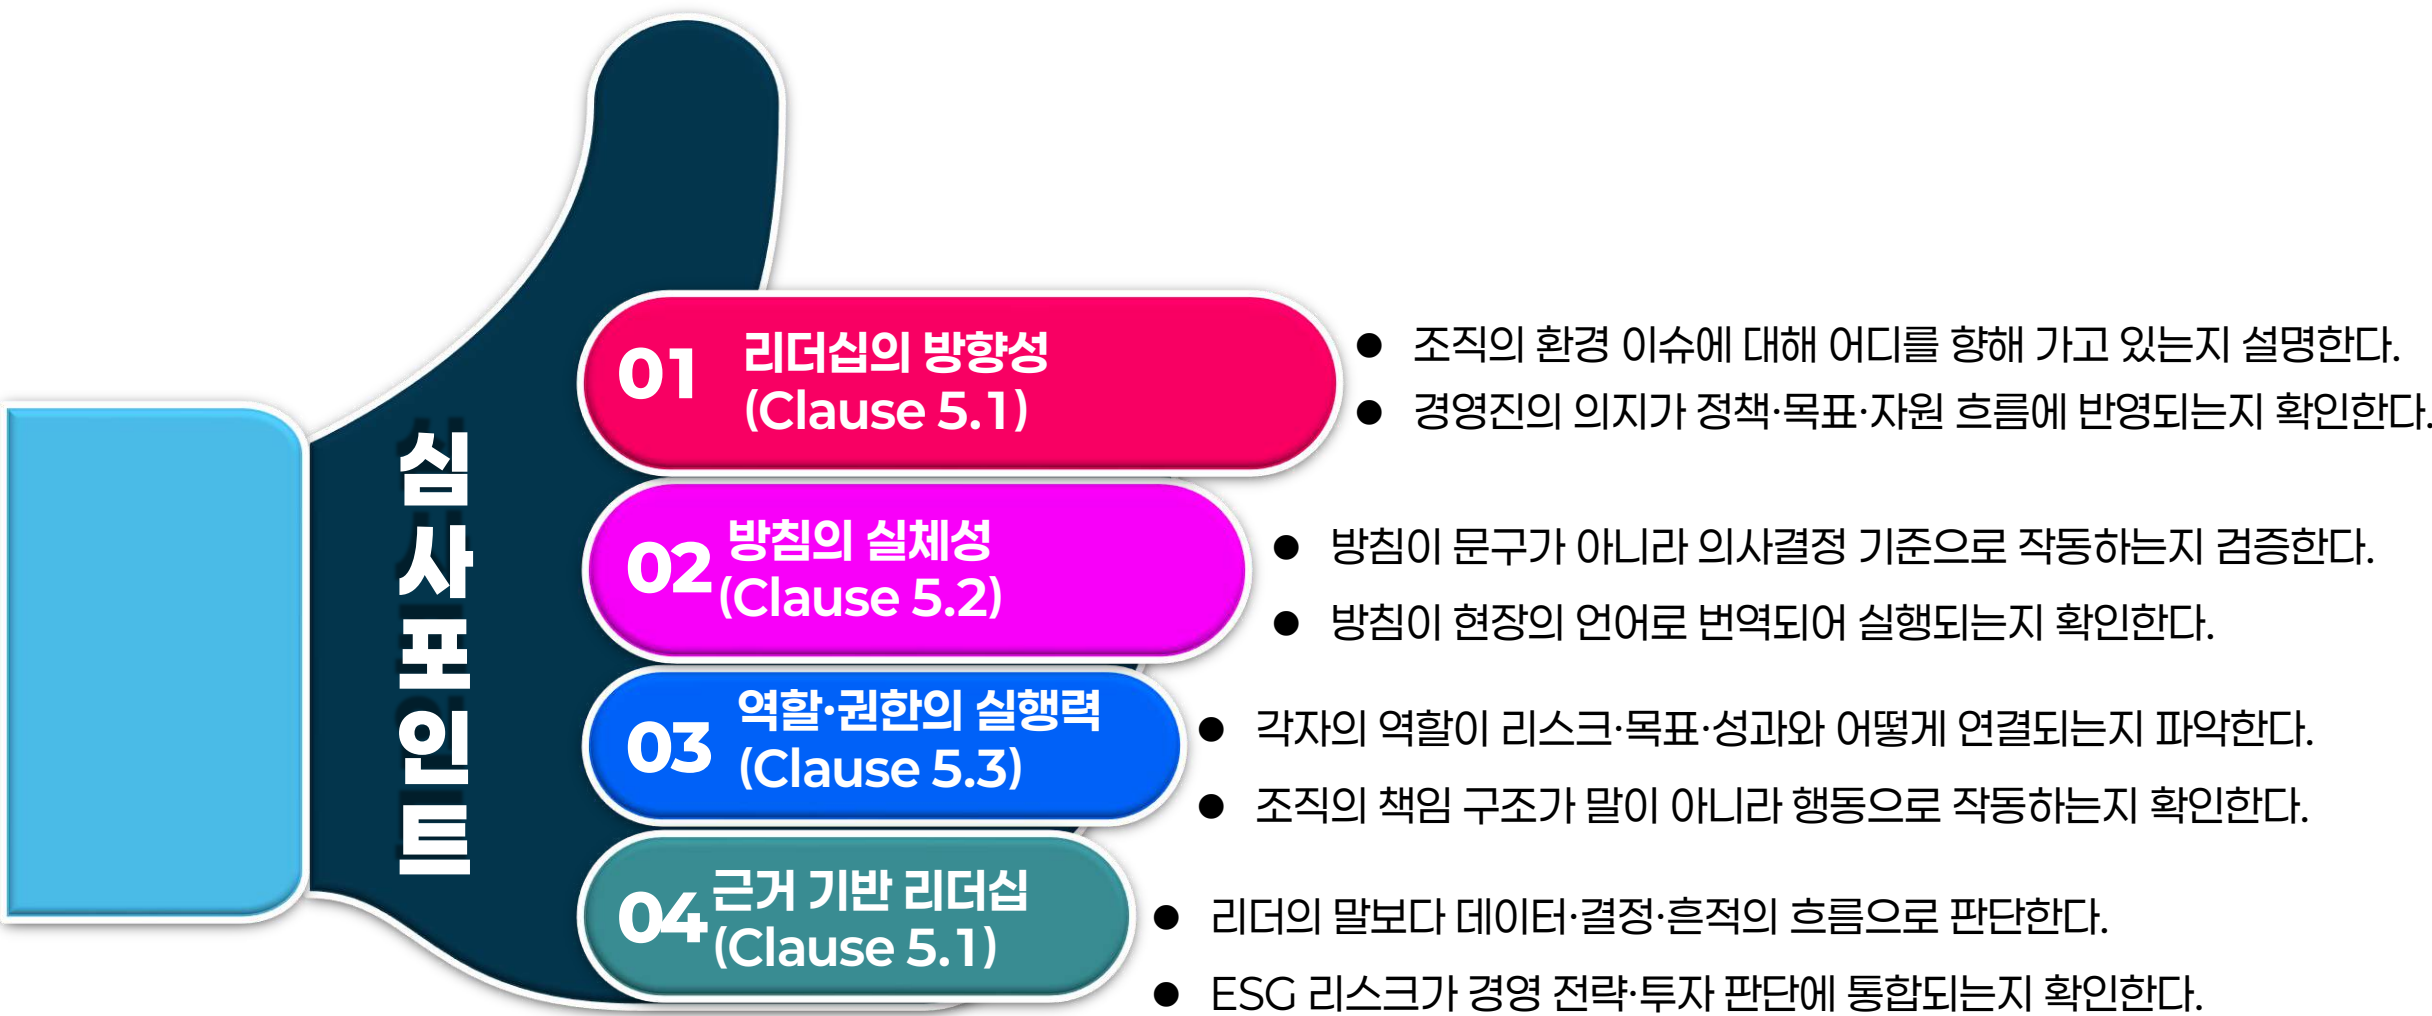 심사포인트
01 리더십의 방향성
(Clause 5.1)
● 조직의 환경 이슈에 대해 어디를 향해 가고 있는지 설명한다.
● 경영진의 의지가 정책·목표·자원 흐름에 반영되는지 확인한다.
02 방침의 실체성
(Clause 5.2)
● 방침이 문구가 아니라 의사결정 기준으로 작동하는지 검증한다.
● 방침이 현장의 언어로 번역되어 실행되는지 확인한다.
03 역할·권한의 실행력
(Clause 5.3)
● 각자의 역할이 리스크·목표·성과와 어떻게 연결되는지 파악한다.
● 조직의 책임 구조가 말이 아니라 행동으로 작동하는지 확인한다.
04 근거 기반 리더십
(Clause 5.1)
● 리더의 말보다 데이터·결정·흔적의 흐름으로 판단한다.
● ESG 리스크가 경영 전략·투자 판단에 통합되는지 확인한다.